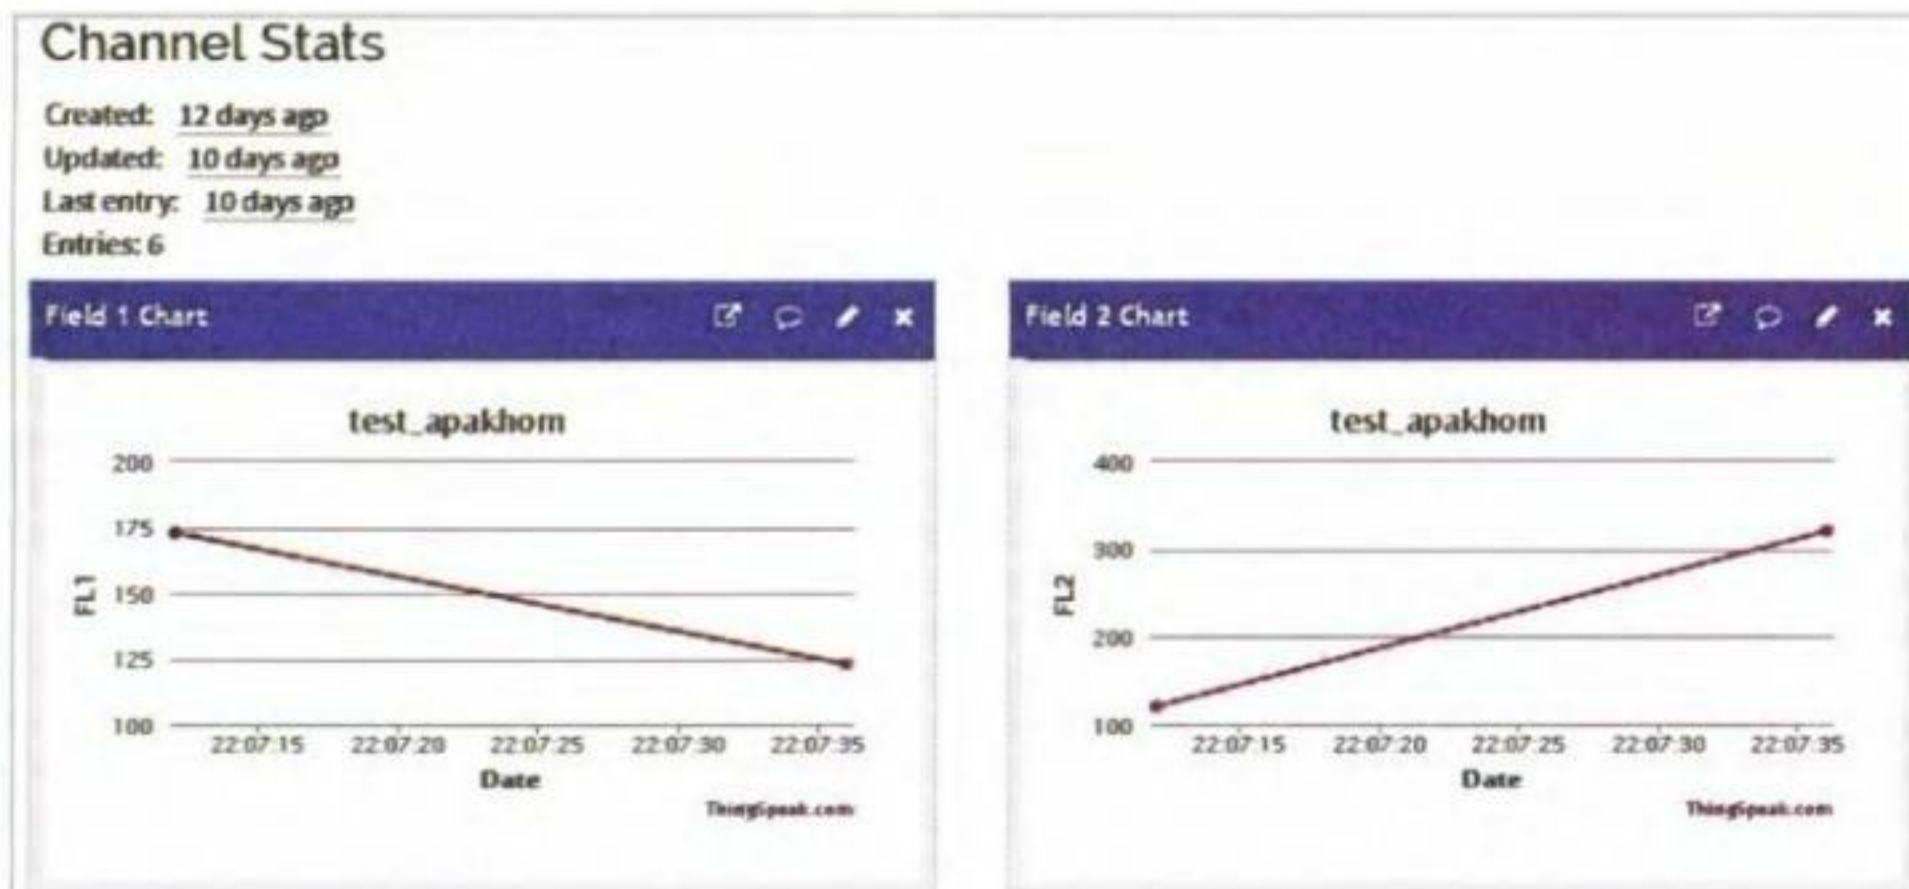 Channel Stats
Created: 12 days ago
Updated: 10 days ago
Last entry: 10 days ago
Entries: 6
Field 1 Chart
test_apakhom
200
175
150
125
100
FL1
22:07:15 22:07:20 22:07:25 22:07:30 22:07:35
Date
ThingSpeak.com
Field 2 Chart
test_apakhom
400
300
200
100
FL2
22:07:15 22:07:20 22:07:25 22:07:30 22:07:35
Date
ThingSpeak.com